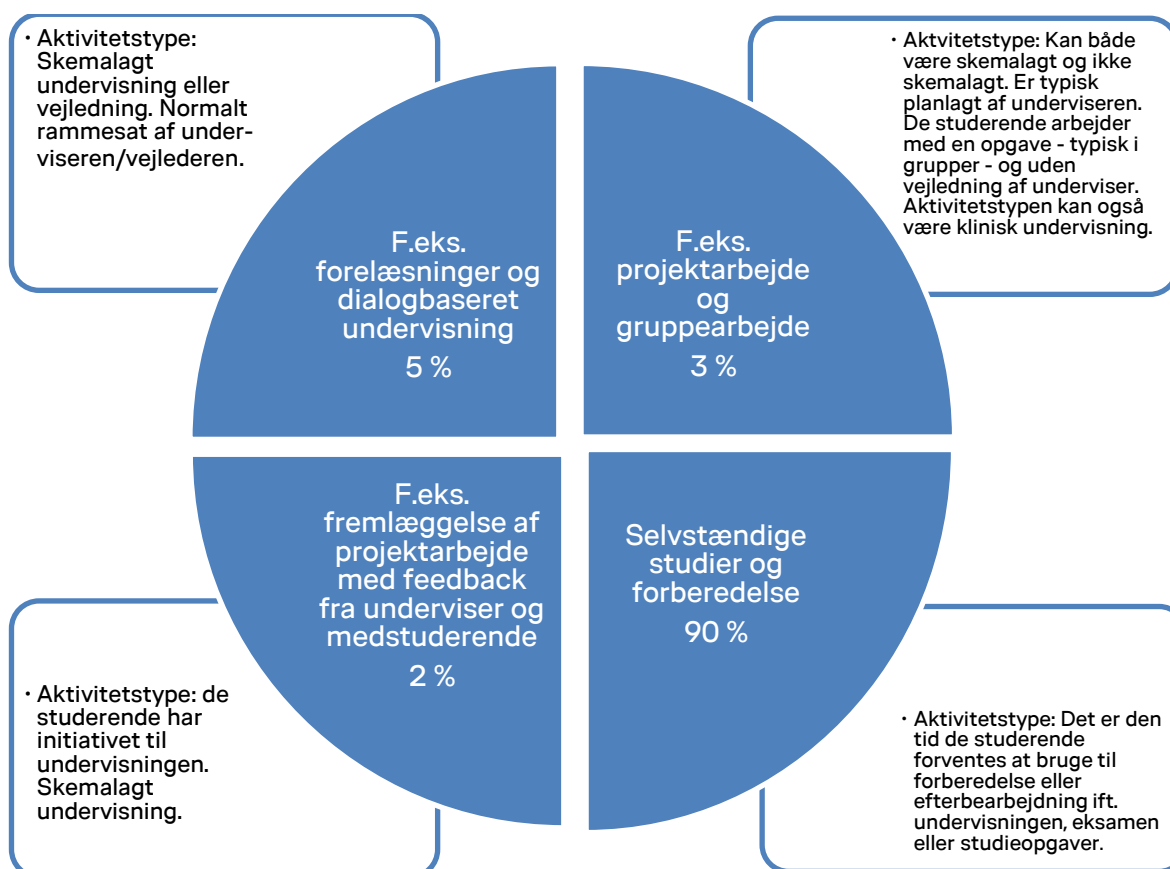 · Aktivitetstype:
Skemalagt
undervisning eller
vejledning. Normalt
rammesat af under-
viseren/vejlederen.
· Aktvitetstype: Kan både
være skemalagt og ikke
skemalagt. Er typisk
planlagt af underviseren.
De studerende arbejder
med en opgave - typisk i
grupper - og uden
vejledning af underviser.
Aktivitetstypen kan også
være klinisk undervisning.
F.eks.
forelæsninger og
dialogbaseret
undervisning
5 %
F.eks.
projektarbejde
og
gruppearbejde
3 %
F.eks.
fremlæggelse af
projektarbejde
med feedback
fra underviser og
medstuderende
2 %
Selvstændige
studier og
forberedelse
90 %
· Aktivitetstype: de
studerende har
initiativet til
undervisningen.
Skemalagt
undervisning.
· Aktivitetstype: Det er den
tid de studerende
forventes at bruge til
forberedelse eller
efterbearbejdning ift.
undervisningen, eksamen
eller studieopgaver.